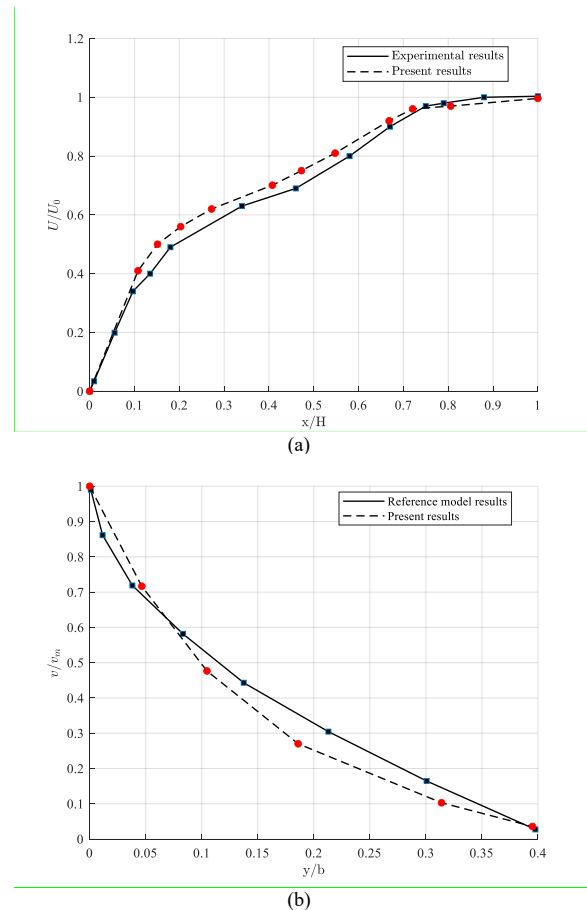 1.2
1
0.8
0.6
0.4
0.2
0
U/U₀
Experimental results
Present results
0 0.1 0.2 0.3 0.4 0.5 0.6 0.7 0.8 0.9 1
x/H
(a)
1
0.9
0.8
0.7
0.6
0.5
0.4
0.3
0.2
0.1
0
v/vₘ
Reference model results
Present results
0 0.05 0.1 0.15 0.2 0.25 0.3 0.35 0.4
y/b
(b)